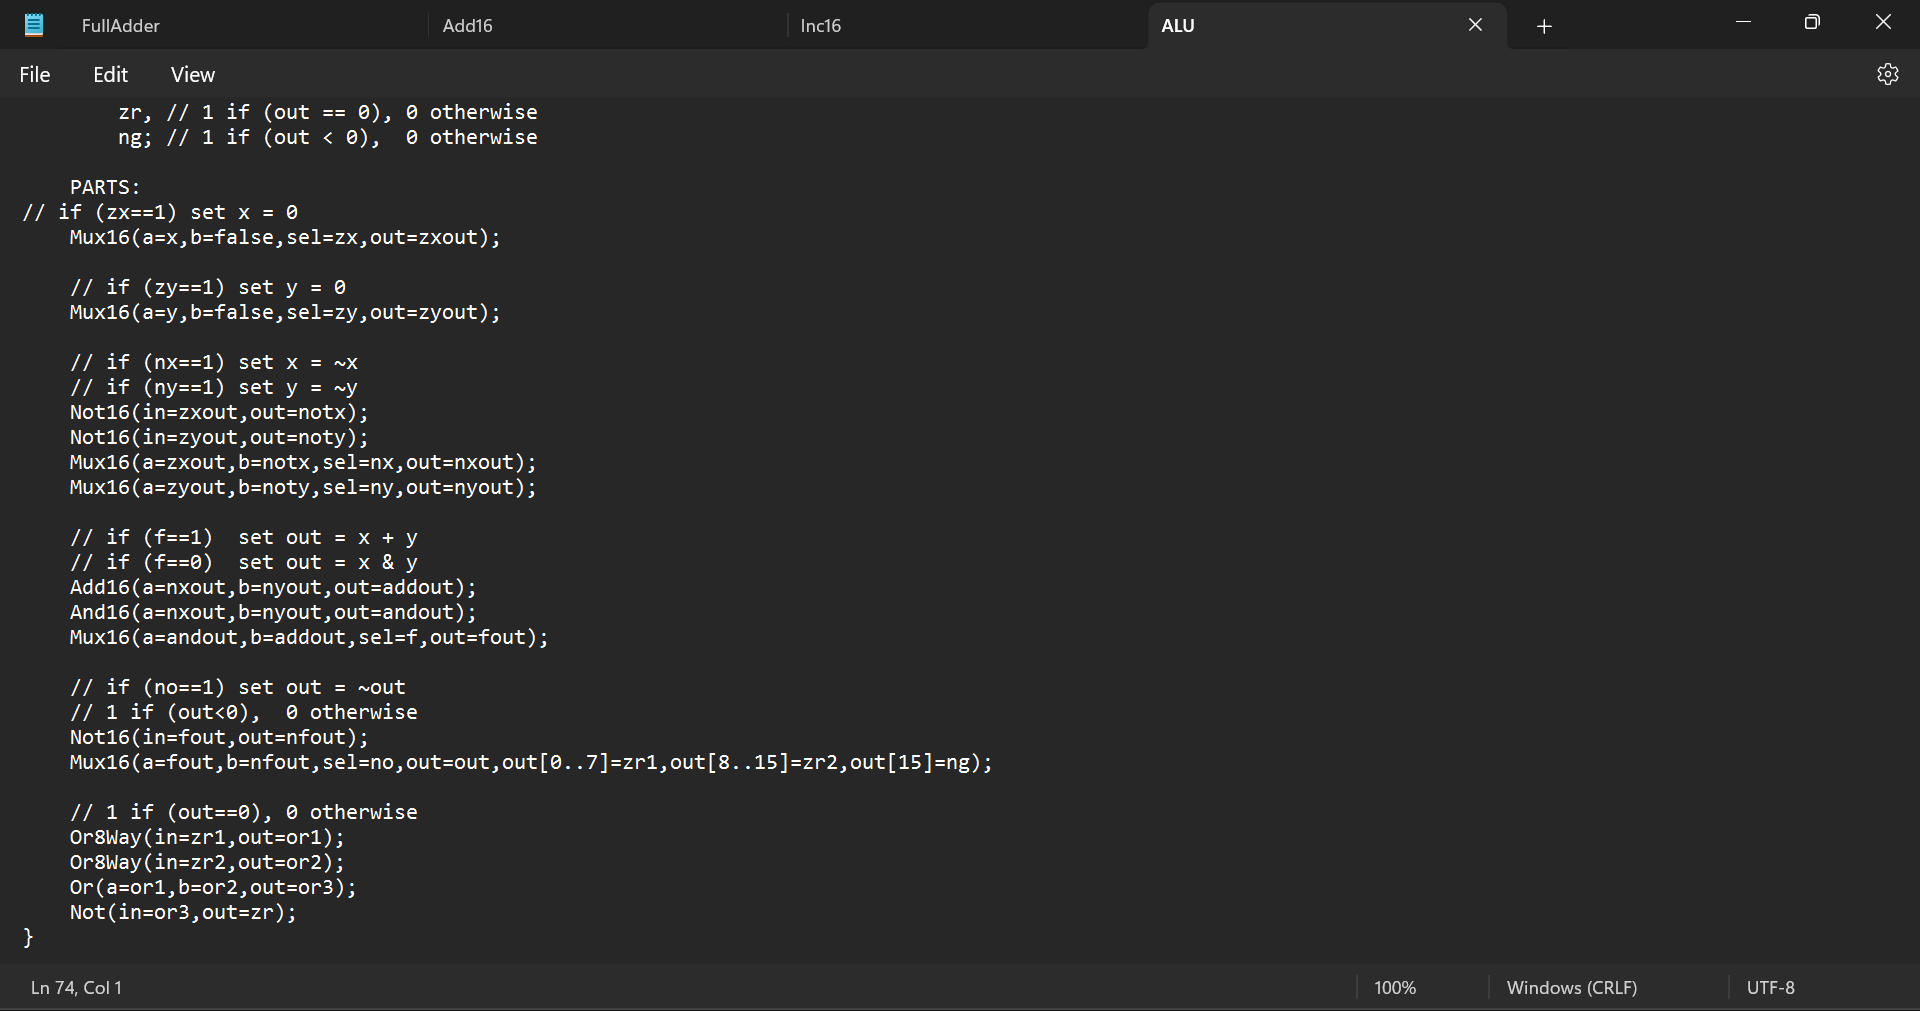 FullAdder Add16 Inc16 ALU
File Edit View
zr, // 1 if (out == 0), 0 otherwise
ng; // 1 if (out < 0),  0 otherwise
PARTS:
// if (zx==1) set x = 0
Mux16(a=x,b=false,sel=zx,out=zxout);
// if (zy==1) set y = 0
Mux16(a=y,b=false,sel=zy,out=zyout);
// if (nx==1) set x = ~x
// if (ny==1) set y = ~y
Not16(in=zxout,out=notx);
Not16(in=zyout,out=noty);
Mux16(a=zxout,b=notx,sel=nx,out=nxout);
Mux16(a=zyout,b=noty,sel=ny,out=nyout);
// if (f==1)  set out = x + y
// if (f==0)  set out = x & y
Add16(a=nxout,b=nyout,out=addout);
And16(a=nxout,b=nyout,out=andout);
Mux16(a=andout,b=addout,sel=f,out=fout);
// if (no==1) set out = ~out
// 1 if (out<0),  0 otherwise
Not16(in=fout,out=nfout);
Mux16(a=fout,b=nfout,sel=no,out=out,out[0..7]=zr1,out[8..15]=zr2,out[15]=ng);
// 1 if (out==0), 0 otherwise
Or8Way(in=zr1,out=or1);
Or8Way(in=zr2,out=or2);
Or(a=or1,b=or2,out=or3);
Not(in=or3,out=zr);
}
Ln 74, Col 1 100% Windows (CRLF) UTF-8